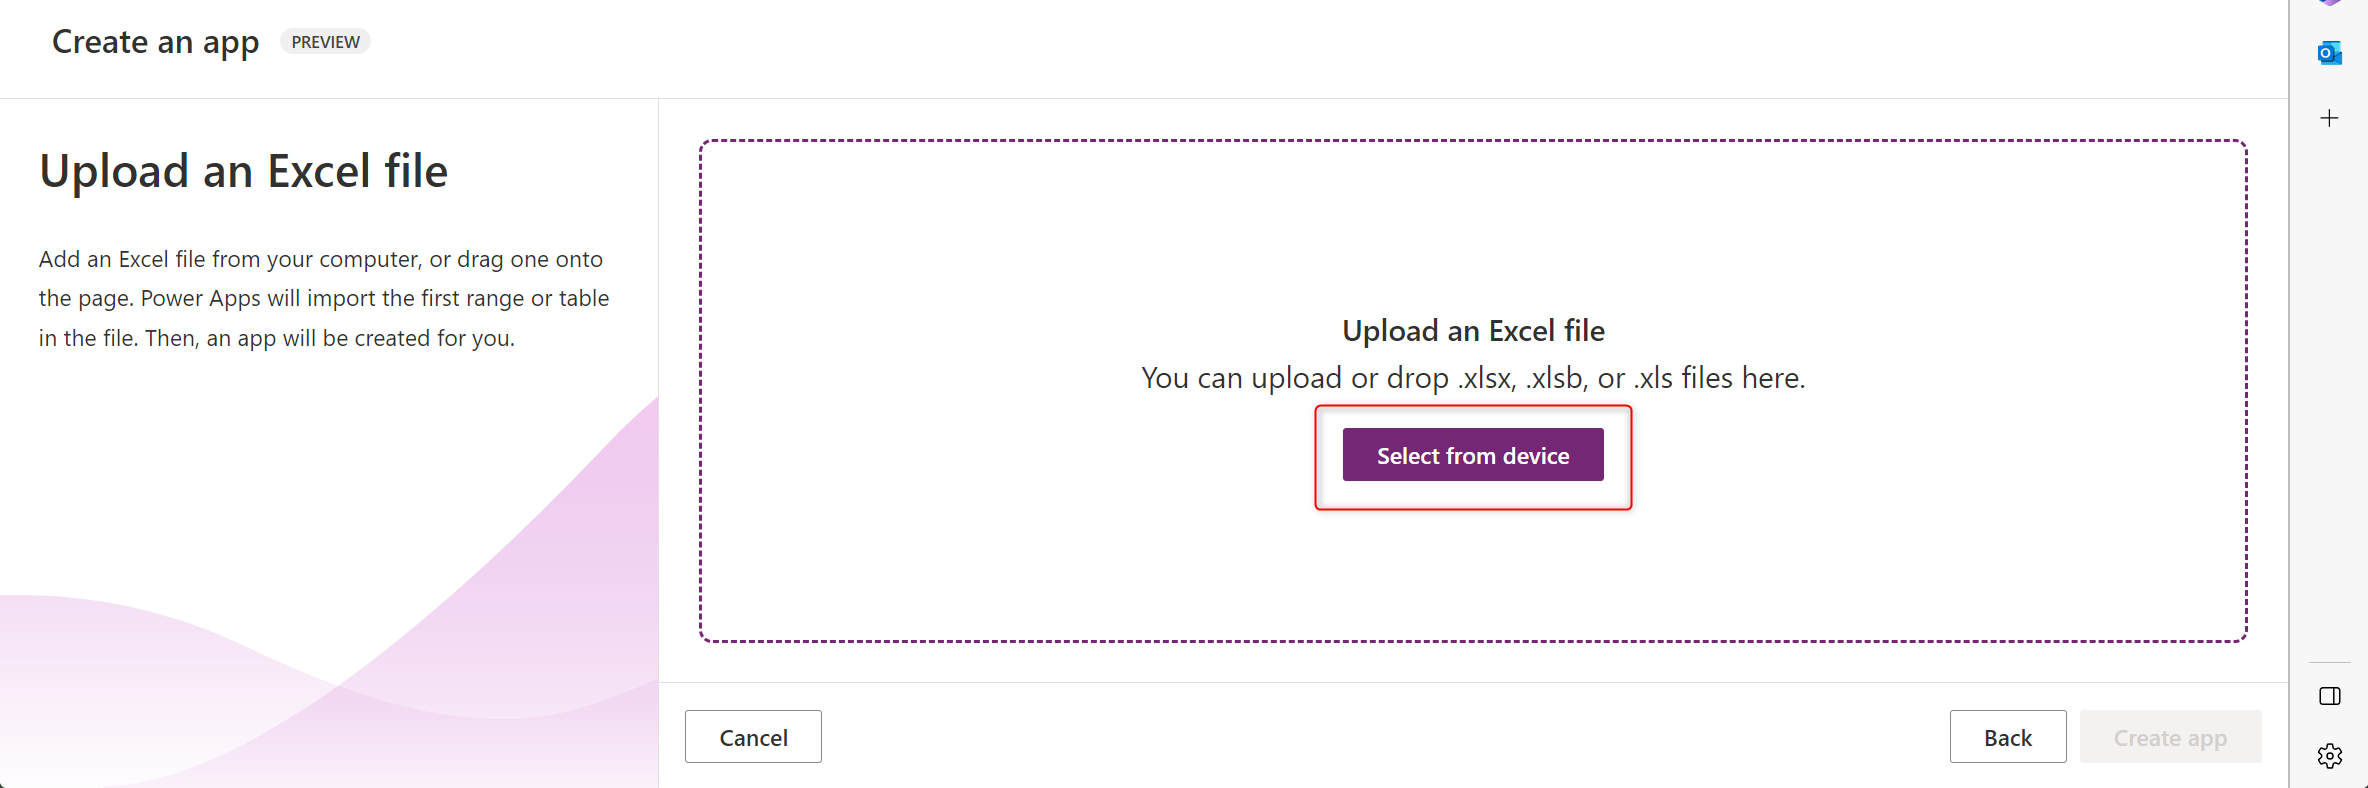 Create an app PREVIEW
Upload an Excel file
Add an Excel file from your computer, or drag one onto
the page. Power Apps will import the first range or table
in the file. Then, an app will be created for you.
Upload an Excel file
You can upload or drop .xlsx, .xlsb, or .xls files here.
Select from device
Cancel
Back
Create app